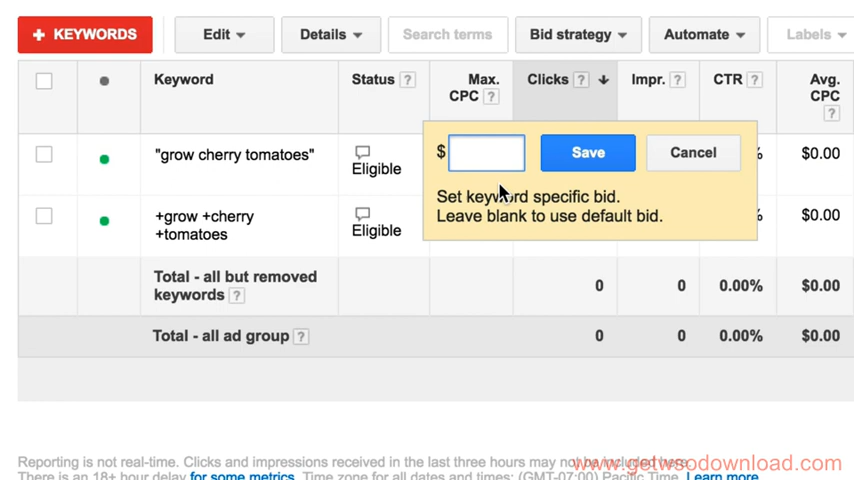 + KEYWORDS Edit Details Search terms Bid strategy Automate Labels
Keyword Status ? Max. CPC ? Clicks ? Impr. ? CTR ? Avg. CPC ?
"grow cherry tomatoes" Eligible $0.00
$ Save Cancel %
Set keyword specific bid.
Leave blank to use default bid.
+grow +cherry
+tomatoes Eligible % $0.00
Total - all but removed
keywords ? 0 0 0.00% $0.00
Total - all ad group ? 0 0 0.00% $0.00
Reporting is not real-time. Clicks and impressions received in the last three hours may not be included here.
www.getwsodownload.com
There is an 18+ hour delay for some metrics. Time zone for all dates and times: (GMT-07:00) Pacific Time. Learn more